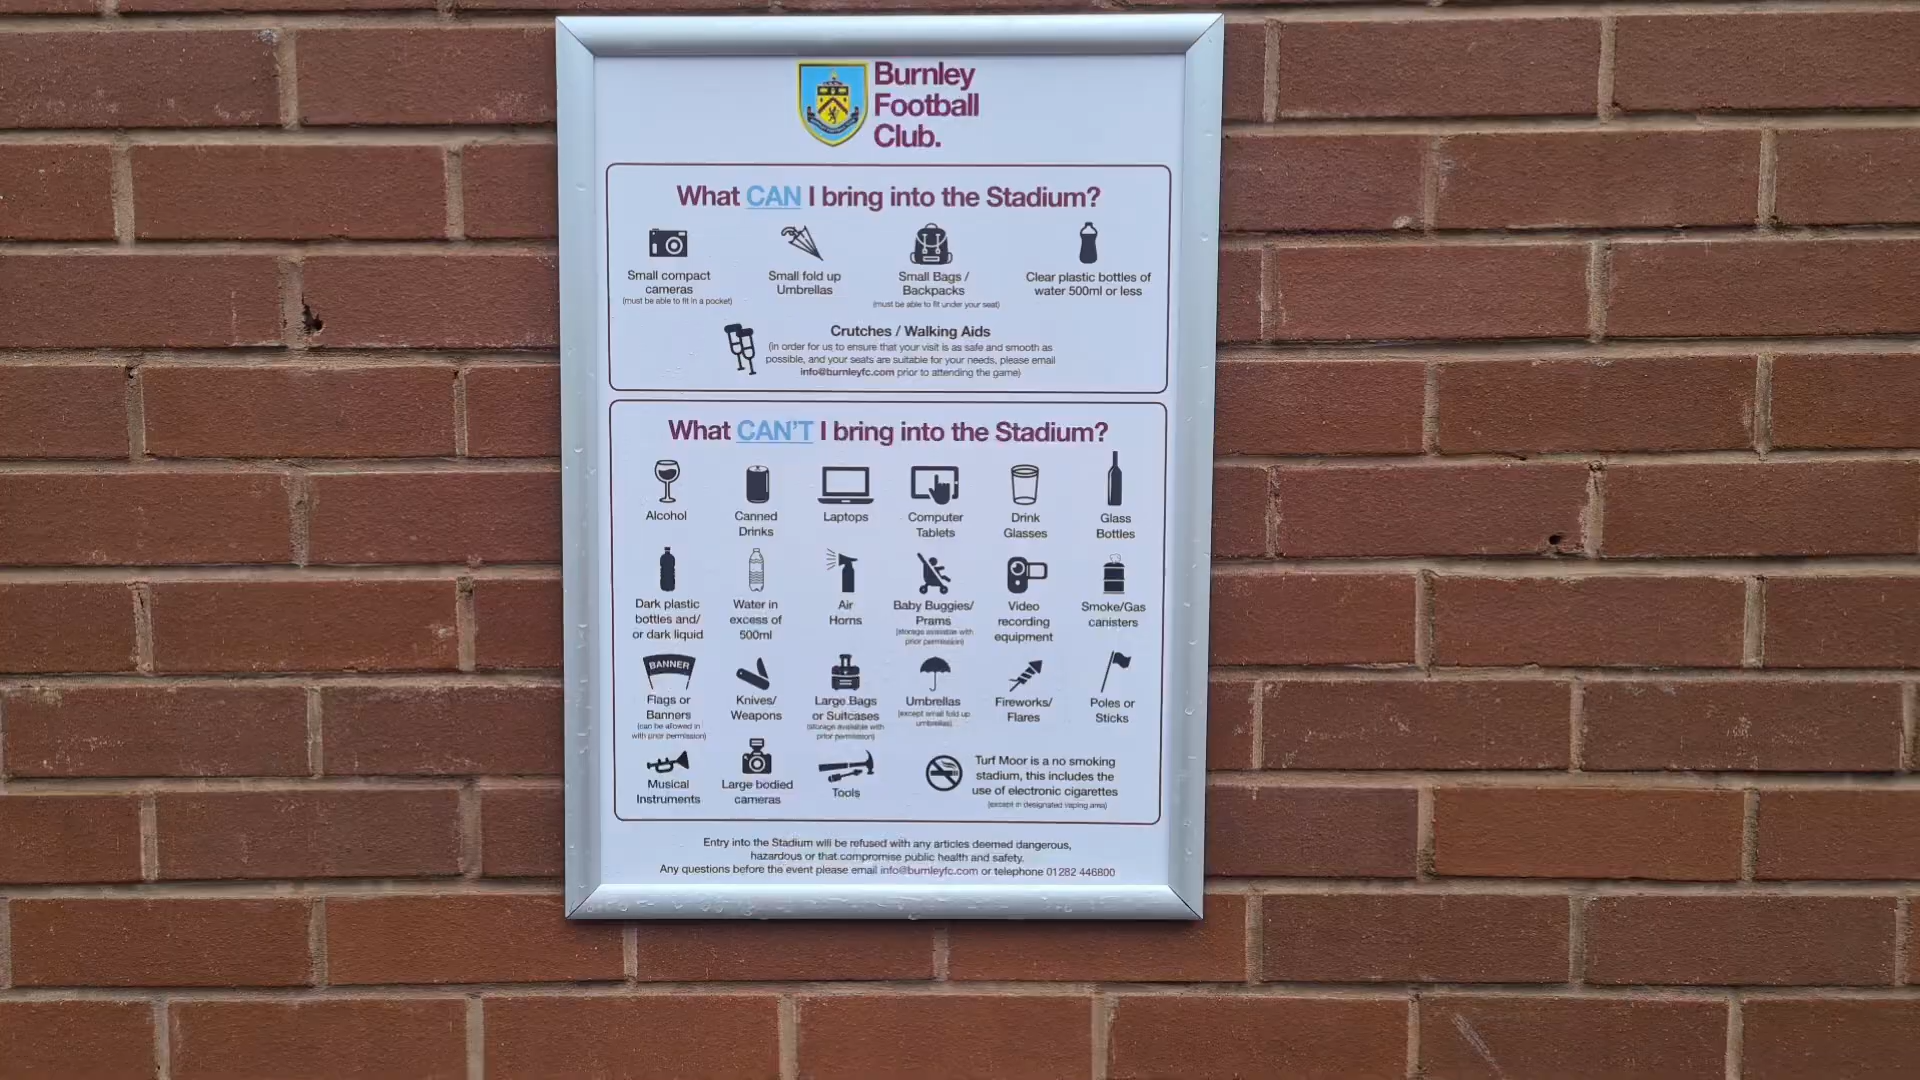 Burnley
Football
Club.
What CAN I bring into the Stadium?
Small compact
cameras
(must be able to fit in a pocket)
Small fold up
Umbrellas
Small Bags /
Backpacks
(must be able to fit under your seat)
Clear plastic bottles of
water 500ml or less
Crutches / Walking Aids
(in order for us to ensure that your visit is as safe and smooth as
possible, and your seats are suitable for your needs, please email
info@burnleyfc.com prior to attending the game)
What CAN'T I bring into the Stadium?
Alcohol
Canned
Drinks
Laptops
Computer
Tablets
Drink
Glasses
Glass
Bottles
Dark plastic
bottles and/
or dark liquid
Water in
excess of
500ml
Air
Horns
Baby Buggies/
Prams
(storage available with
prior permission)
Video
recording
equipment
Smoke/Gas
canisters
BANNER
Flags or
Banners
(can be allowed in
with prior permission)
Knives/
Weapons
Large Bags
or Suitcases
(storage available with
prior permission)
Umbrellas
(except small fold up
umbrellas)
Fireworks/
Flares
Poles or
Sticks
Musical
Instruments
Large bodied
cameras
Tools
Turf Moor is a no smoking
stadium, this includes the
use of electronic cigarettes
(except in designated vaping area)
Entry into the Stadium will be refused with any articles deemed dangerous,
hazardous or that compromise public health and safety.
Any questions before the event please email info@burnleyfc.com or telephone 01282 446800